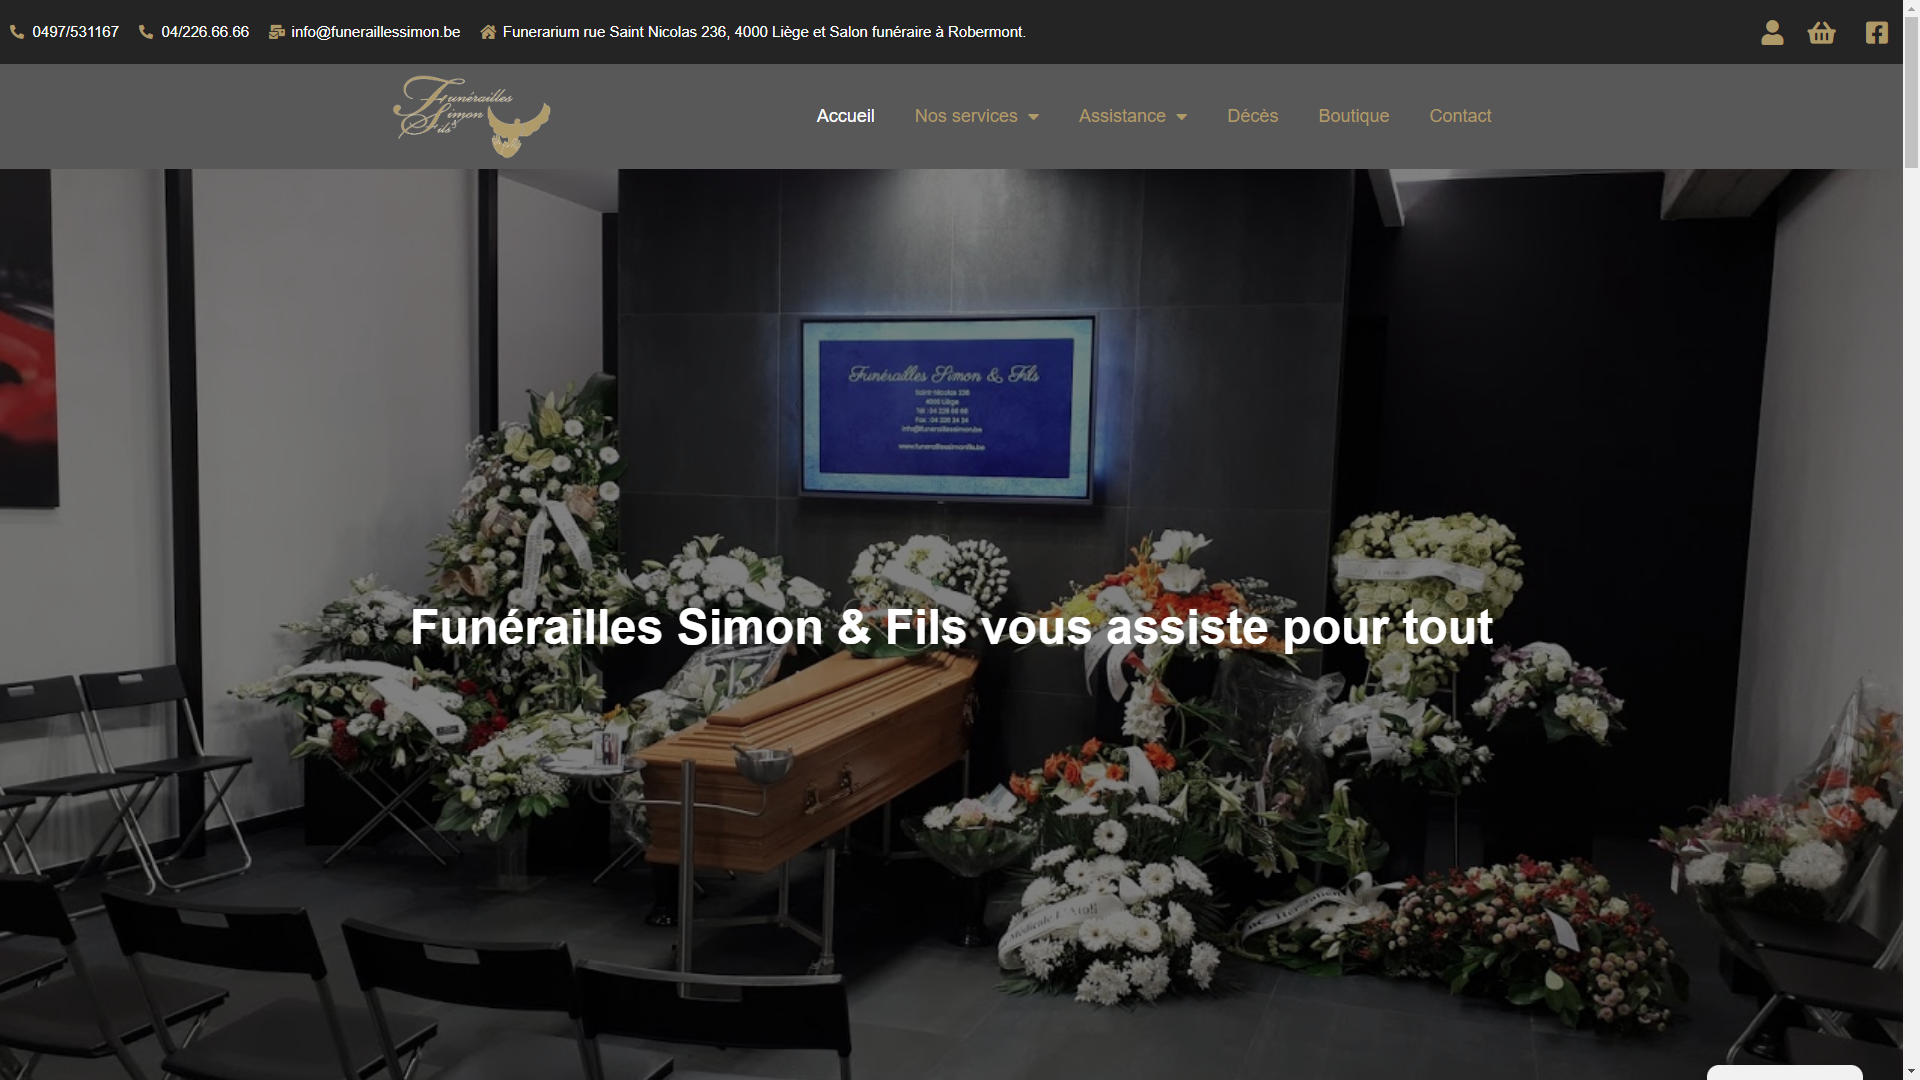 0497/531167
04/226.66.66
info@funeraillessimon.be
Funerarium rue Saint Nicolas 236, 4000 Liège et Salon funéraire à Robermont.
Funérailles
Simon
& Fils
Accueil
Nos services
Assistance
Décès
Boutique
Contact
Funérailles Simon & Fils
Saint-Nicolas 236
4000 Liège
Tél : 04 226 66 66
Fax : 04 226 34 34
info@funeraillessimon.be
www.funeraillessimonfils.be
Funérailles Simon & Fils vous assiste pour tout
Médicale L'Atoll